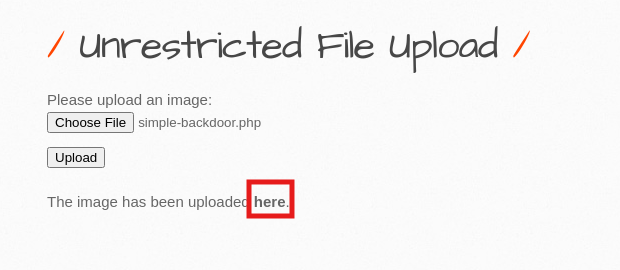 / Unrestricted File Upload /
Please upload an image:
Choose File simple-backdoor.php
Upload
The image has been uploaded here.